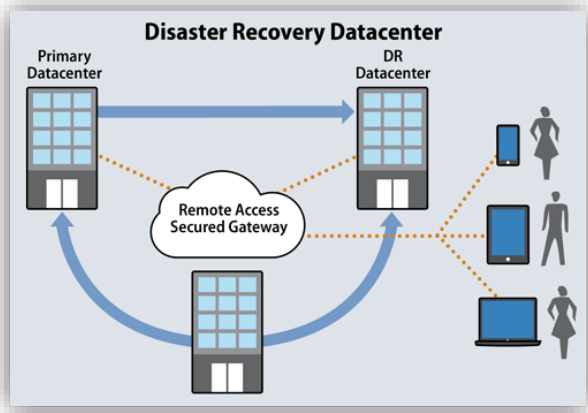 Disaster Recovery Datacenter
Primary
Datacenter
DR
Datacenter
Remote Access
Secured Gateway